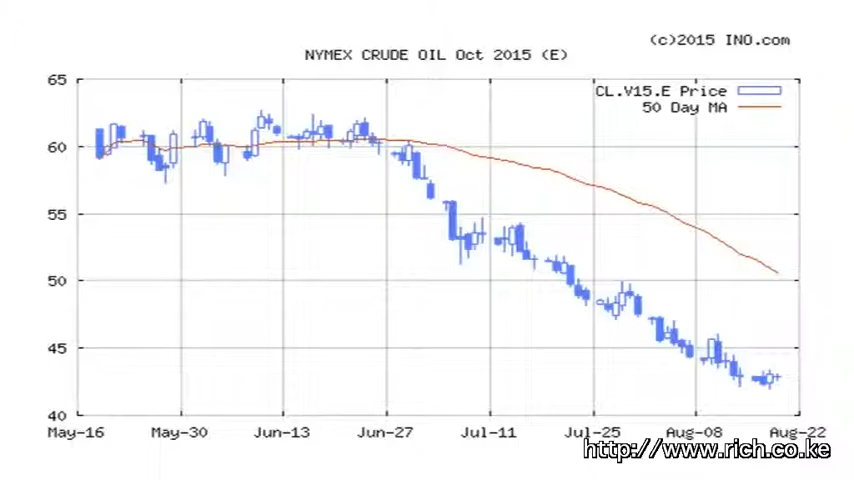 (c)2015 INO.com
NYMEX CRUDE OIL Oct 2015 (E)
CL.V15.E Price
50 Day MA
65
60
55
50
45
40
May-16 May-30 Jun-13 Jun-27 Jul-11 Jul-25 Aug-08 Aug-22
http://www.rich.co.ke